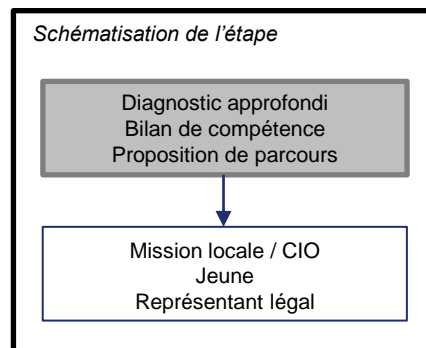 Schématisation de l’étape
Diagnostic approfondi
Bilan de compétence
Proposition de parcours
Mission locale / CIO
Jeune
Représentant légal